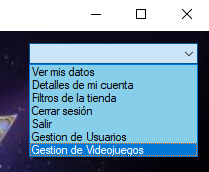 Ver mis datos
Detalles de mi cuenta
Filtros de la tienda
Cerrar sesión
Salir
Gestion de Usuarios
Gestion de Videojuegos